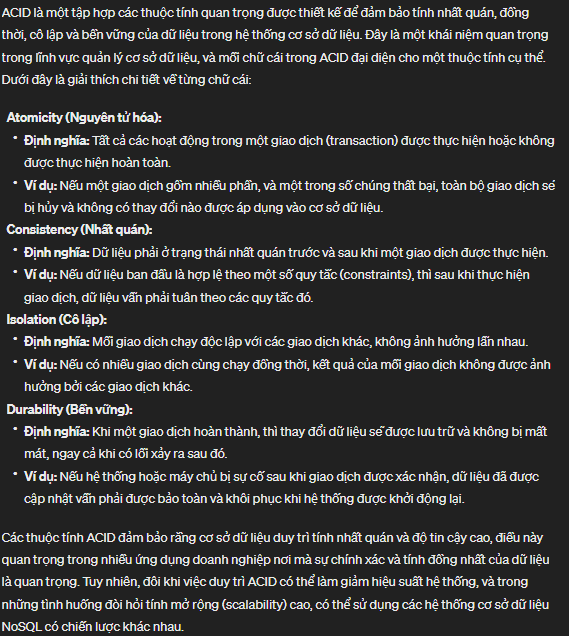 ACID là một tập hợp các thuộc tính quan trọng được thiết kế để đảm bảo tính nhất quán, đồng
thời, cô lập và bền vững của dữ liệu trong hệ thống cơ sở dữ liệu. Đây là một khái niệm quan trọng
trong lĩnh vực quản lý cơ sở dữ liệu, và mỗi chữ cái trong ACID đại diện cho một thuộc tính cụ thể.
Dưới đây là giải thích chi tiết về từng chữ cái:
Atomicity (Nguyên tử hóa):
• Định nghĩa: Tất cả các hoạt động trong một giao dịch (transaction) được thực hiện hoặc không
được thực hiện hoàn toàn.
• Ví dụ: Nếu một giao dịch gồm nhiều phần, và một trong số chúng thất bại, toàn bộ giao dịch sẽ
bị hủy và không có thay đổi nào được áp dụng vào cơ sở dữ liệu.
Consistency (Nhất quán):
• Định nghĩa: Dữ liệu phải ở trạng thái nhất quán trước và sau khi một giao dịch được thực hiện.
• Ví dụ: Nếu dữ liệu ban đầu là hợp lệ theo một số quy tắc (constraints), thì sau khi thực hiện
giao dịch, dữ liệu vẫn phải tuân theo các quy tắc đó.
Isolation (Cô lập):
• Định nghĩa: Mỗi giao dịch chạy độc lập với các giao dịch khác, không ảnh hưởng lẫn nhau.
• Ví dụ: Nếu có nhiều giao dịch cùng chạy đồng thời, kết quả của mỗi giao dịch không được ảnh
hưởng bởi các giao dịch khác.
Durability (Bền vững):
• Định nghĩa: Khi một giao dịch hoàn thành, thì thay đổi dữ liệu sẽ được lưu trữ và không bị mất
mát, ngay cả khi có lỗi xảy ra sau đó.
• Ví dụ: Nếu hệ thống hoặc máy chủ bị sự cố sau khi giao dịch được xác nhận, dữ liệu đã được
cập nhật vẫn phải được bảo toàn và khôi phục khi hệ thống được khởi động lại.
Các thuộc tính ACID đảm bảo rằng cơ sở dữ liệu duy trì tính nhất quán và độ tin cậy cao, điều này
quan trọng trong nhiều ứng dụng doanh nghiệp nơi mà sự chính xác và tính đồng nhất của dữ liệu
là quan trọng. Tuy nhiên, đôi khi việc duy trì ACID có thể làm giảm hiệu suất hệ thống, và trong
những tình huống đòi hỏi tính mở rộng (scalability) cao, có thể sử dụng các hệ thống cơ sở dữ liệu
NoSQL có chiến lược khác nhau.